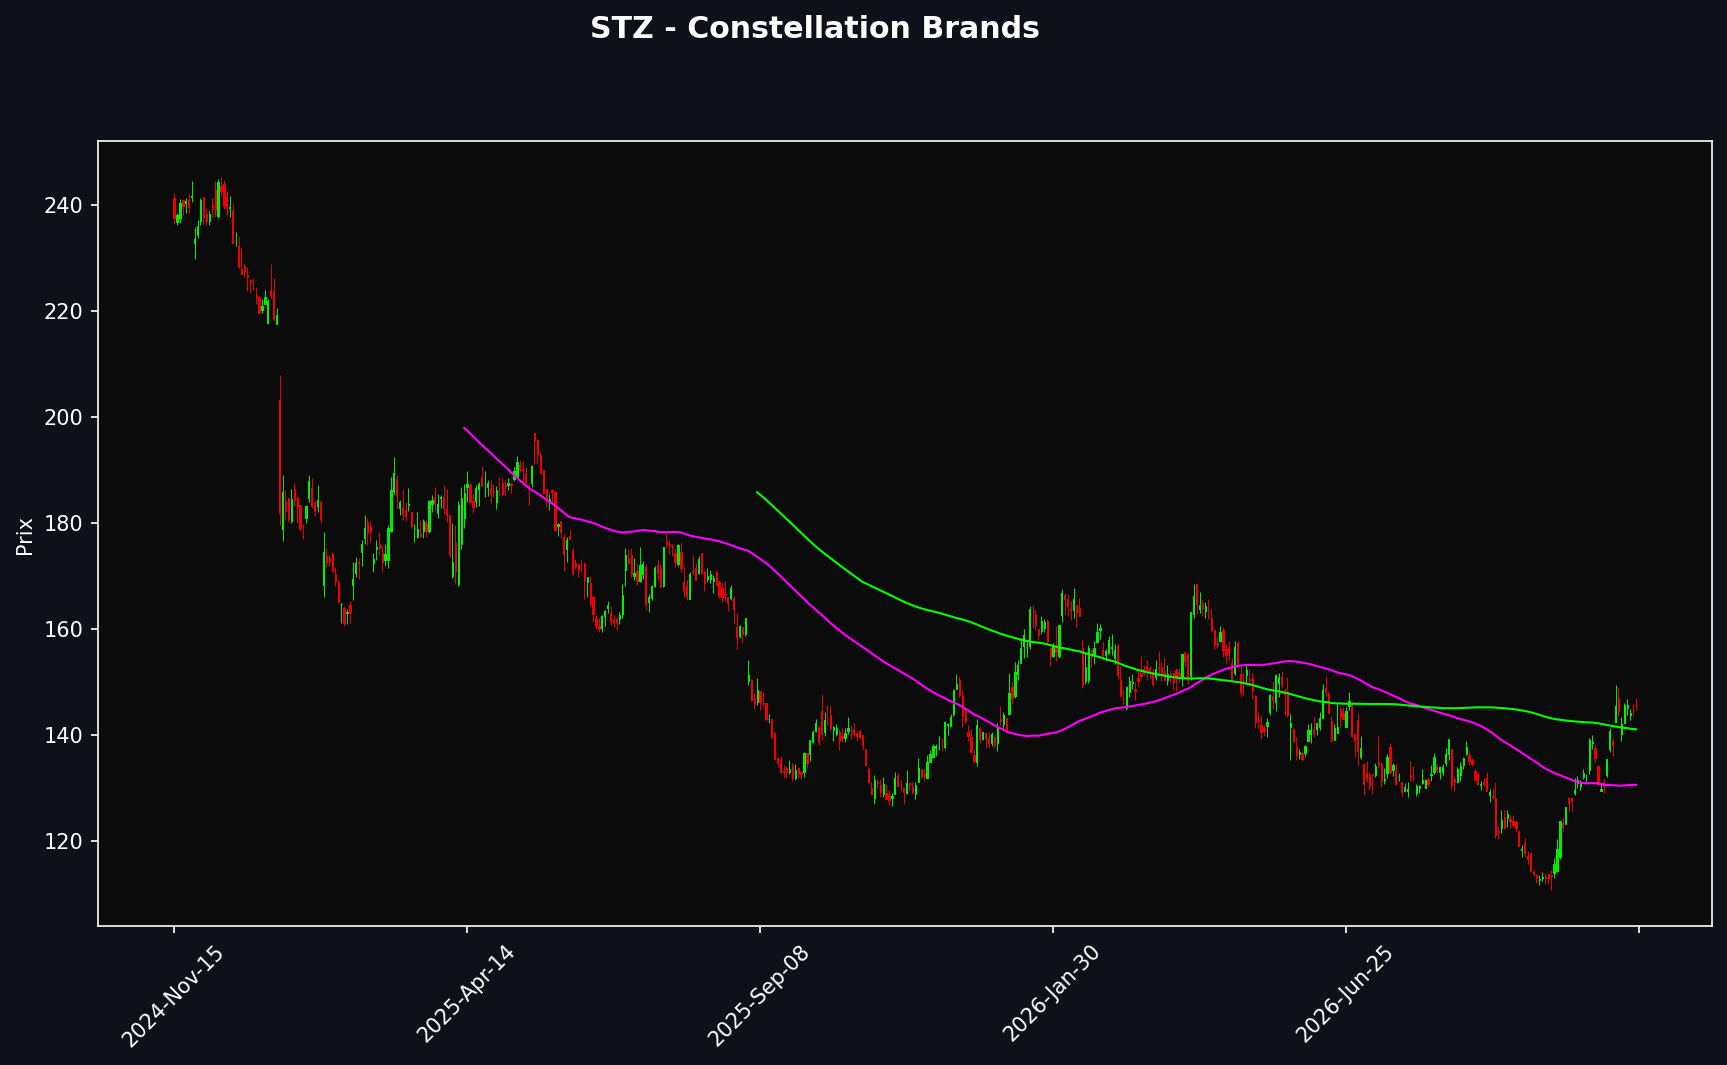 STZ - Constellation Brands
Prix
240
220
200
180
160
140
120
2024-Nov-15
2025-Apr-14
2025-Sep-08
2026-Jan-30
2026-Jun-25